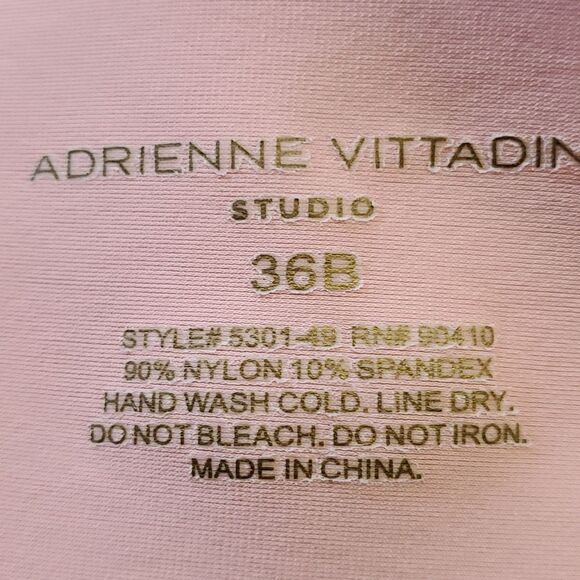 ADRIENNE VITTADIN
STUDIO
36B
STYLE# 5301-49 RN# 90410
90% NYLON 10% SPANDEX
HAND WASH COLD. LINE DRY.
DO NOT BLEACH. DO NOT IRON.
MADE IN CHINA.